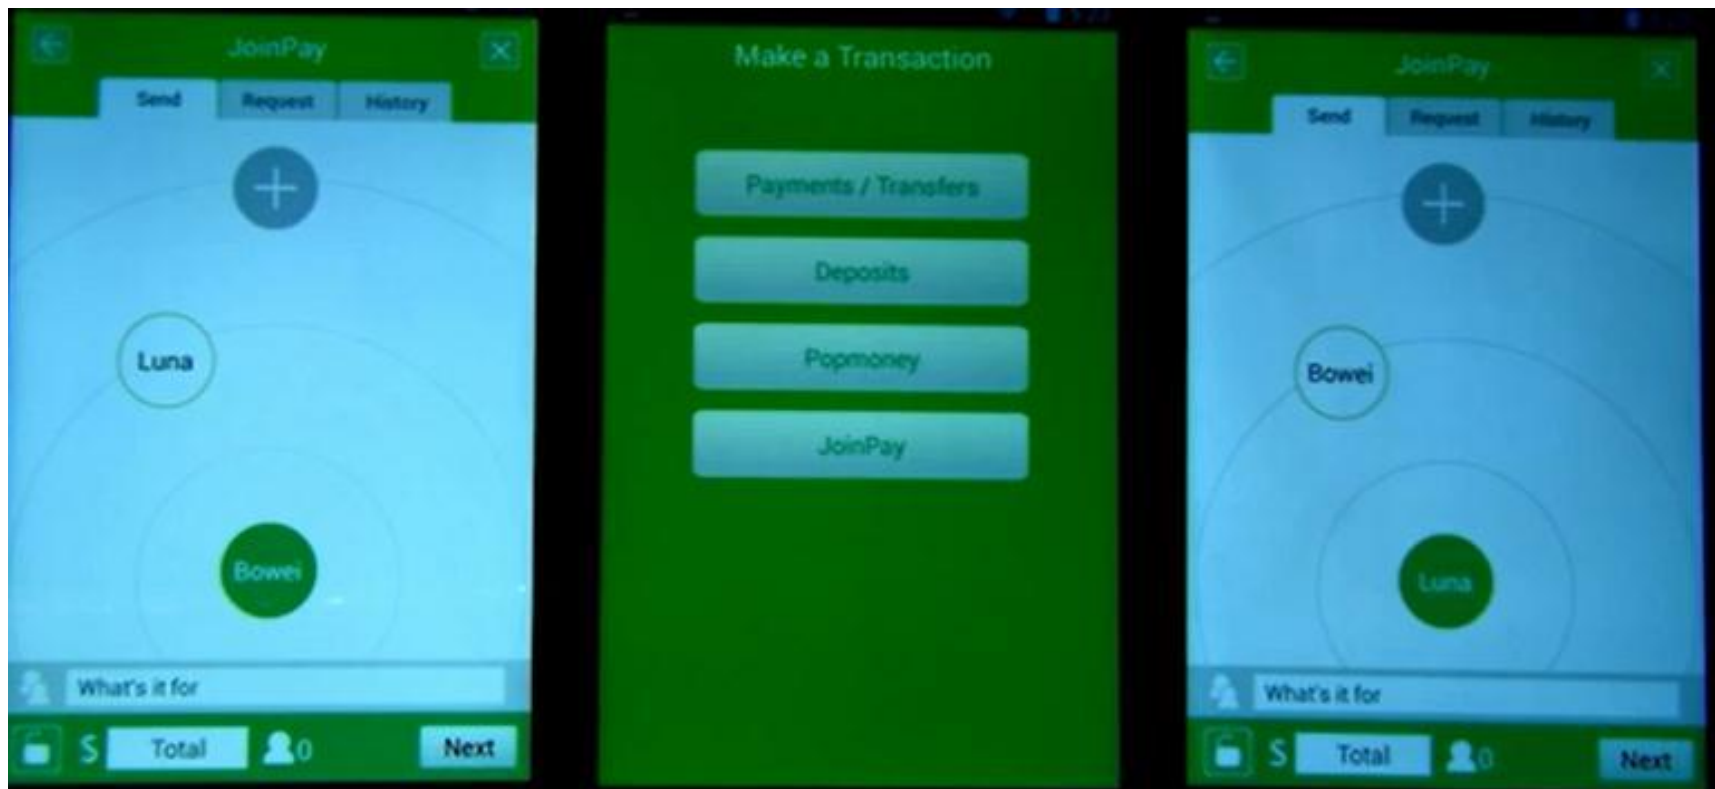 JoinPay
Send Request History
Luna
Bowei
What's it for
$ Total 0 Next
Make a Transaction
Payments / Transfers
Deposits
Popmoney
JoinPay
JoinPay
Send Request History
Bowei
Luna
What's it for
$ Total 0 Next